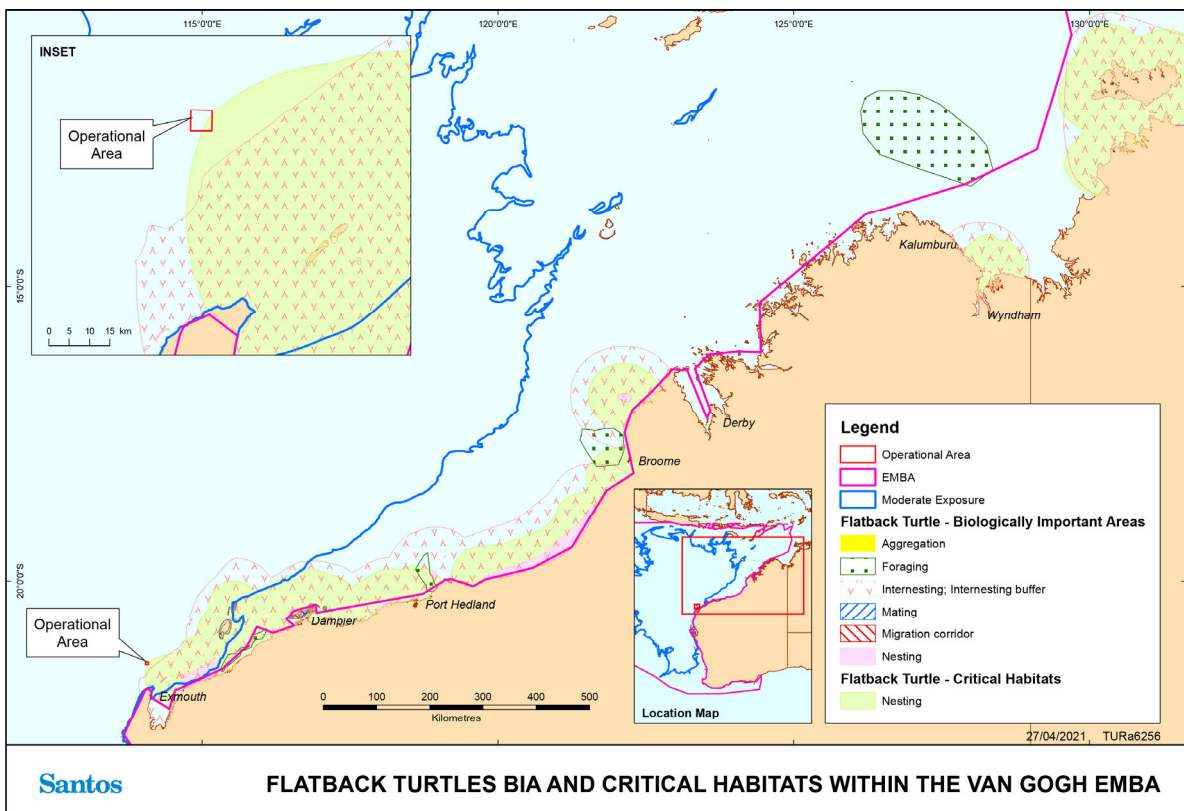 115°0'0"E
120°0'0"E
125°0'0"E
130°0'0"E
INSET
Operational
Area
0 5 10 15 km
15°0'0"S
20°0'0"S
Kalumburu
Wyndham
Derby
Broome
Port Hedland
Dampier
Operational
Area
Exmouth
0 100 200 300 400 500
Kilometres
Location Map
Legend
Operational Area
EMBA
Moderate Exposure
Flatback Turtle - Biologically Important Areas
Aggregation
Foraging
Internesting; Internesting buffer
Mating
Migration corridor
Nesting
Flatback Turtle - Critical Habitats
Nesting
27/04/2021 TURa6256
Santos
FLATBACK TURTLES BIA AND CRITICAL HABITATS WITHIN THE VAN GOGH EMBA